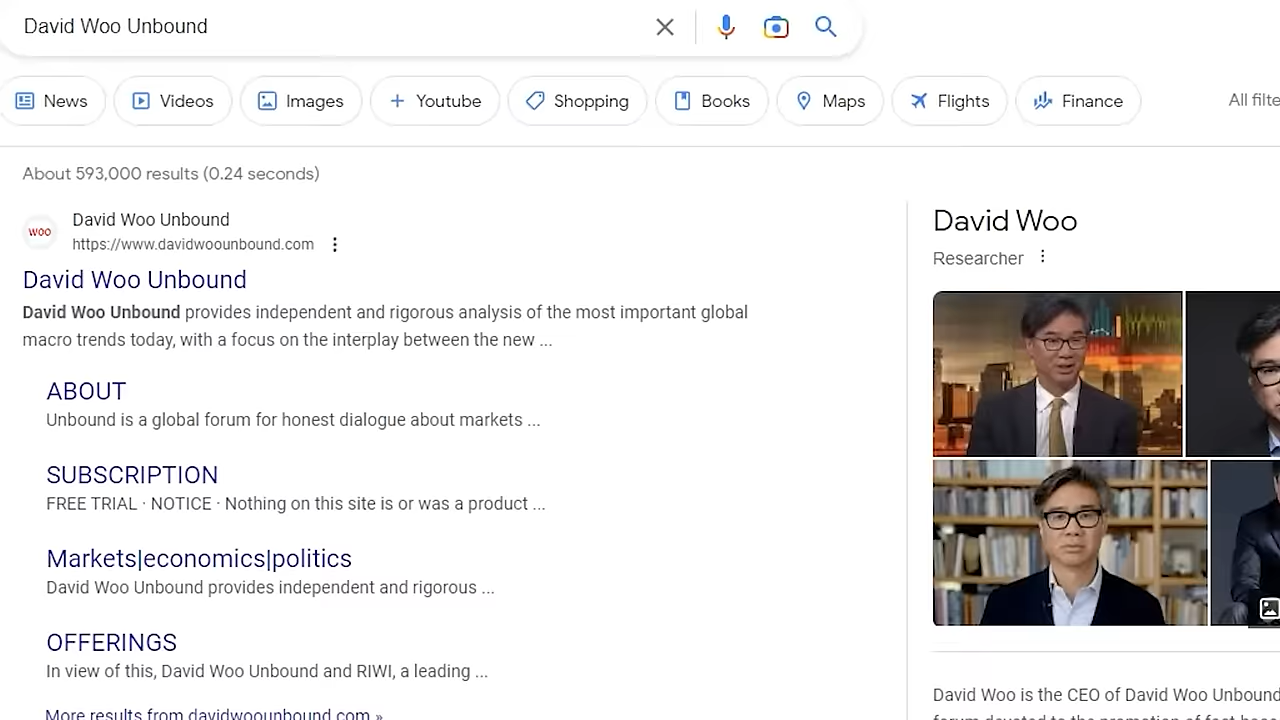 David Woo Unbound
News Videos Images Youtube Shopping Books Maps Flights Finance All
About 593,000 results (0.24 seconds)
woo
David Woo Unbound
https://www.davidwoounbound.com
David Woo Unbound
David Woo Unbound provides independent and rigorous analysis of the most important global
macro trends today, with a focus on the interplay between the new ...
ABOUT
Unbound is a global forum for honest dialogue about markets ...
SUBSCRIPTION
FREE TRIAL · NOTICE · Nothing on this site is or was a product ...
Markets|economics|politics
David Woo Unbound provides independent and rigorous ...
OFFERINGS
In view of this, David Woo Unbound and RIWI, a leading ...
More results from davidwoounbound.com »
David Woo
Researcher
David Woo is the CEO of David Woo Unbound